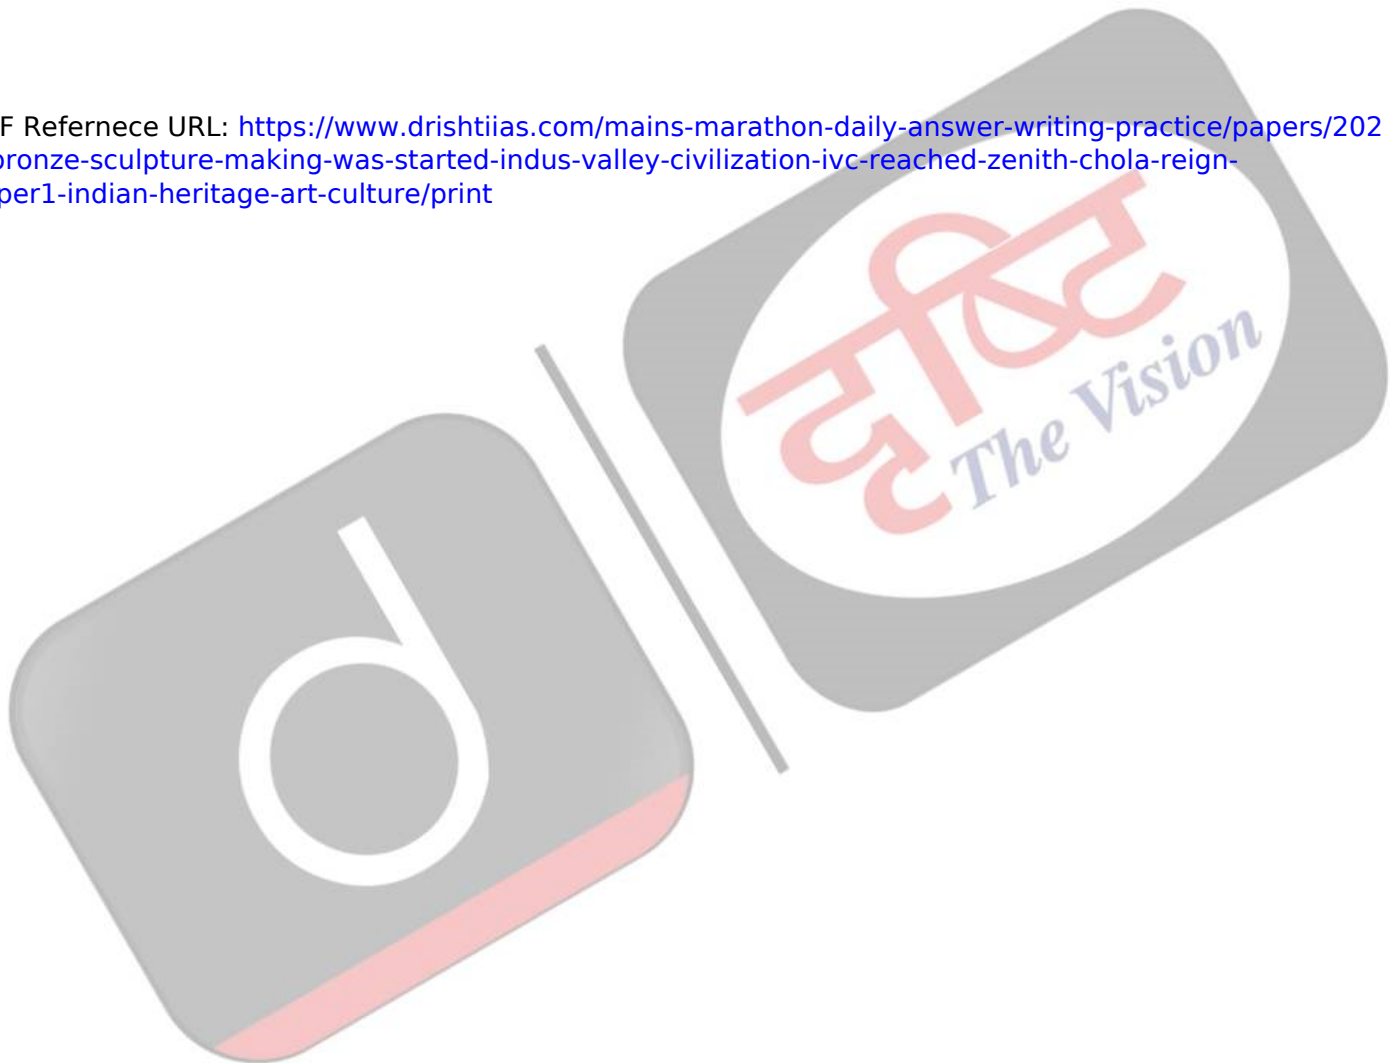 F Refernece URL: https://www.drishtiias.com/mains-marathon-daily-answer-writing-practice/papers/202
bronze-sculpture-making-was-started-indus-valley-civilization-ivc-reached-zenith-chola-reign-
per1-indian-heritage-art-culture/print
दृष्टि
The Vision
d